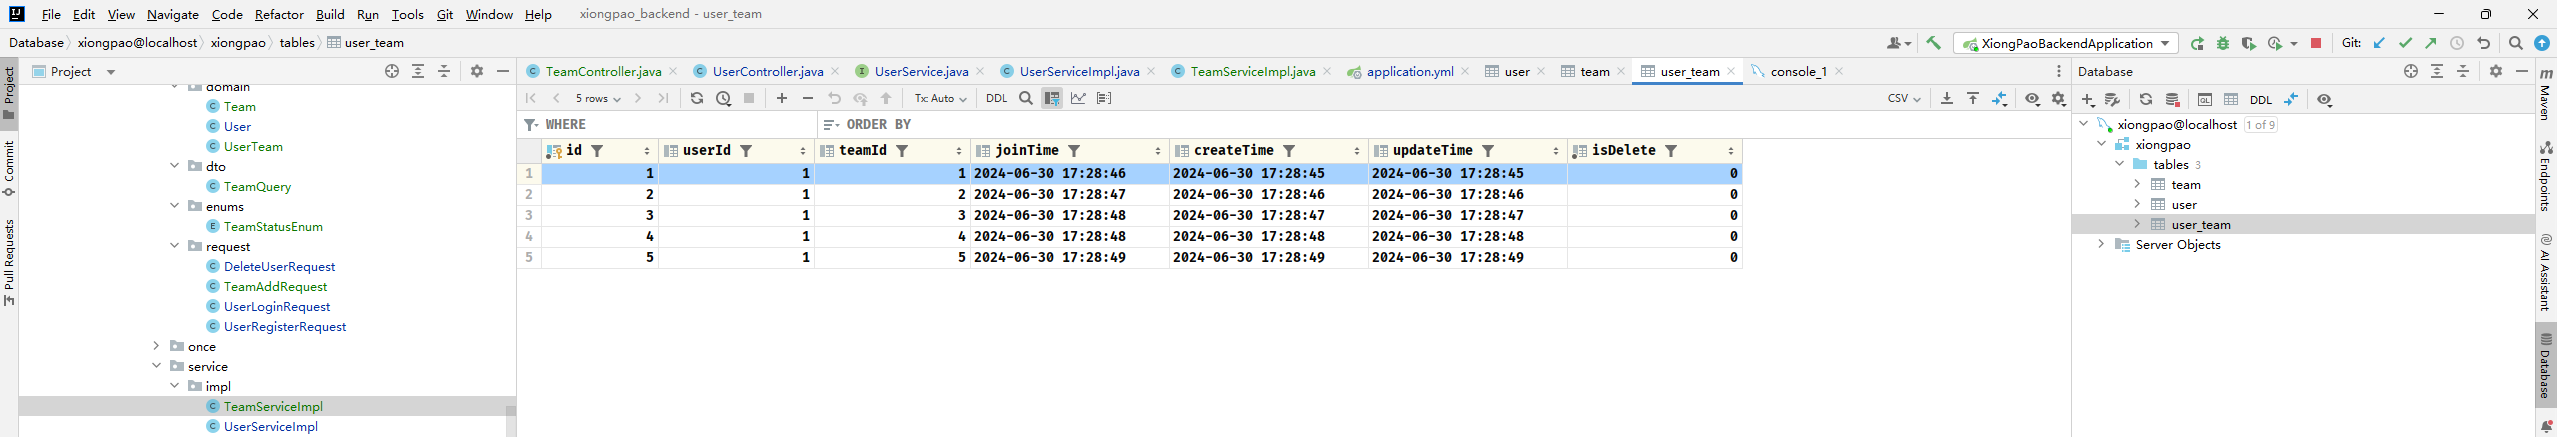 File Edit View Navigate Code Refactor Build Run Tools Git Window Help xiongpao_backend - user_team
Database xiongpao@localhost xiongpao tables user_team XiongPaoBackendApplication Git:
Project
TeamController.java UserController.java UserService.java UserServiceImpl.java TeamServiceImpl.java application.yml user team user_team console_1
Database
5 rows Tx: Auto DDL CSV
DDL
WHERE ORDER BY
id userId teamId joinTime createTime updateTime isDelete
1 1 1 1 2024-06-30 17:28:46 2024-06-30 17:28:45 2024-06-30 17:28:45 0
2 2 1 2 2024-06-30 17:28:47 2024-06-30 17:28:46 2024-06-30 17:28:46 0
3 3 1 3 2024-06-30 17:28:48 2024-06-30 17:28:47 2024-06-30 17:28:47 0
4 4 1 4 2024-06-30 17:28:48 2024-06-30 17:28:48 2024-06-30 17:28:48 0
5 5 1 5 2024-06-30 17:28:49 2024-06-30 17:28:49 2024-06-30 17:28:49 0
domain
Team
User
UserTeam
dto
TeamQuery
enums
TeamStatusEnum
request
DeleteUserRequest
TeamAddRequest
UserLoginRequest
UserRegisterRequest
once
service
impl
TeamServiceImpl
UserServiceImpl
xiongpao@localhost 1 of 9
xiongpao
tables 3
team
user
user_team
Server Objects
Project
Commit
Pull Requests
m
Maven
Endpoints
AI Assistant
Database